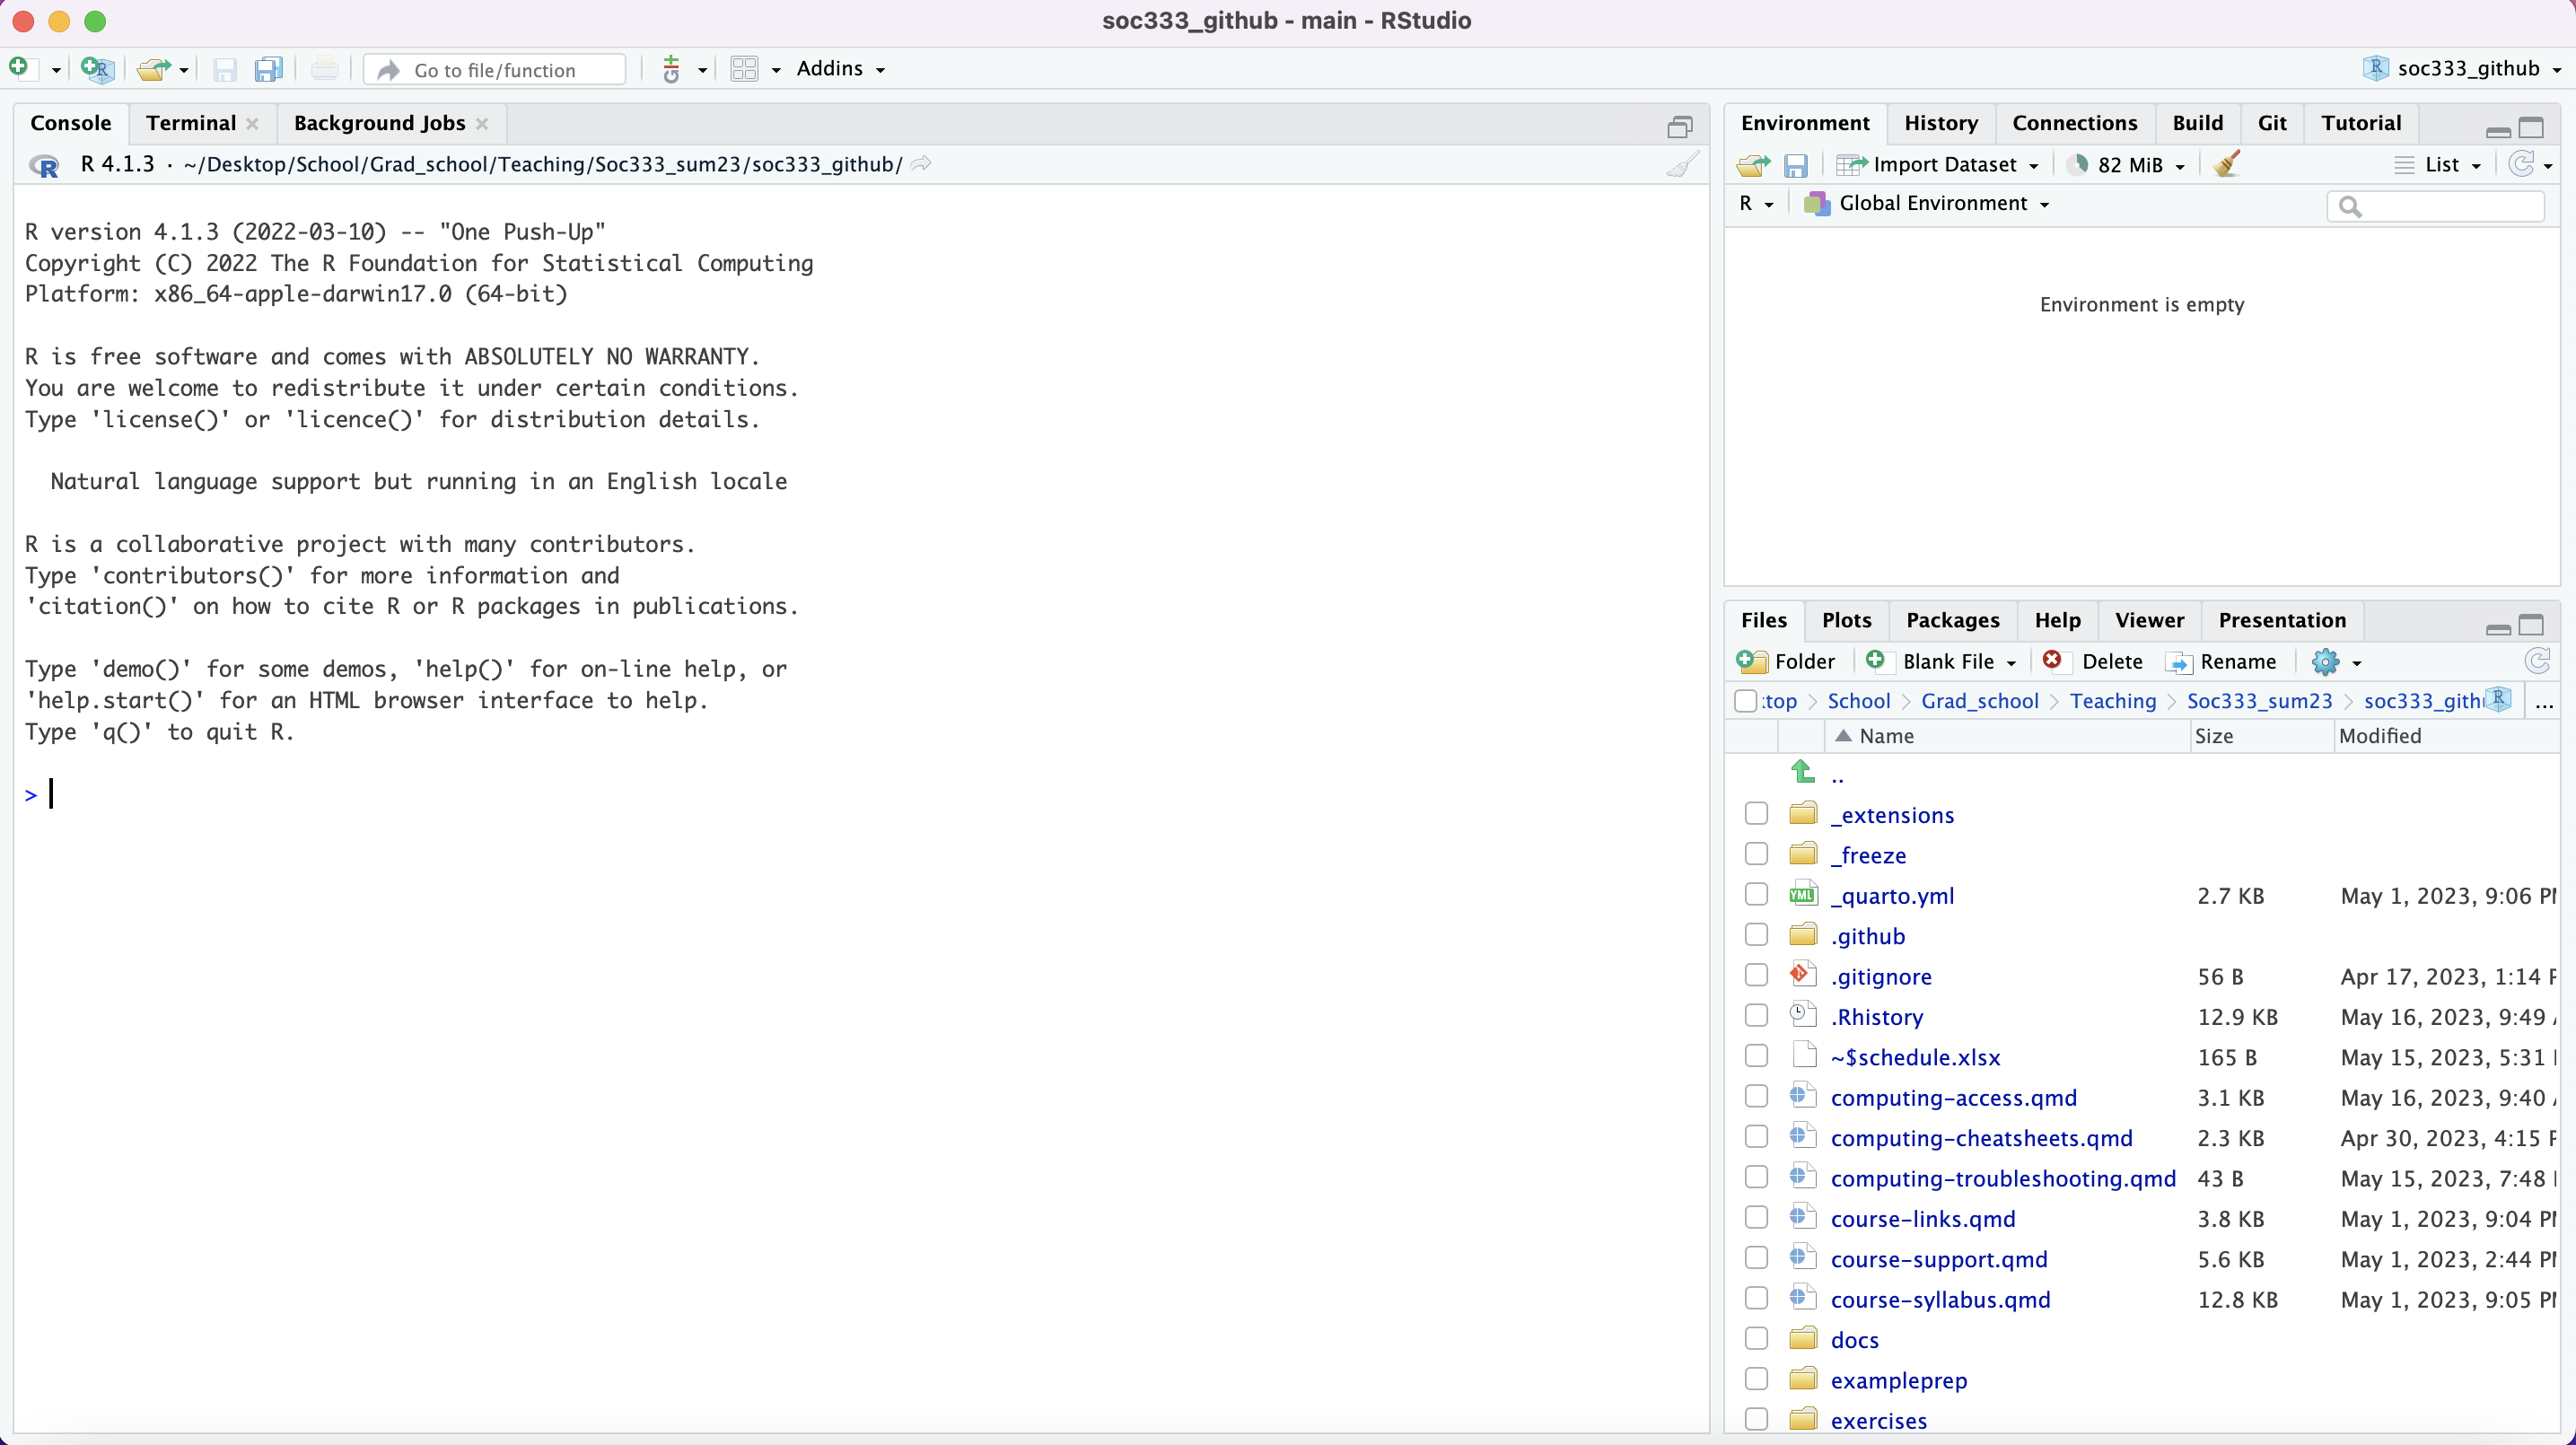 soc333_github - main - RStudio
Go to file/function
Addins
soc333_github
Console Terminal Background Jobs
R 4.1.3 · ~/Desktop/School/Grad_school/Teaching/Soc333_sum23/soc333_github/
R version 4.1.3 (2022-03-10) -- "One Push-Up"
Copyright (C) 2022 The R Foundation for Statistical Computing
Platform: x86_64-apple-darwin17.0 (64-bit)
R is free software and comes with ABSOLUTELY NO WARRANTY.
You are welcome to redistribute it under certain conditions.
Type 'license()' or 'licence()' for distribution details.
Natural language support but running in an English locale
R is a collaborative project with many contributors.
Type 'contributors()' for more information and
'citation()' on how to cite R or R packages in publications.
Type 'demo()' for some demos, 'help()' for on-line help, or
'help.start()' for an HTML browser interface to help.
Type 'q()' to quit R.
>
Environment History Connections Build Git Tutorial
Import Dataset 82 MiB List
R Global Environment
Environment is empty
Files Plots Packages Help Viewer Presentation
Folder Blank File Delete Rename
:top School Grad_school Teaching Soc333_sum23 soc333_gith ...
Name Size Modified
..
_extensions
_freeze
YML _quarto.yml 2.7 KB May 1, 2023, 9:06 PM
.github
.gitignore 56 B Apr 17, 2023, 1:14 P
.Rhistory 12.9 KB May 16, 2023, 9:49 A
~$schedule.xlsx 165 B May 15, 2023, 5:31
computing-access.qmd 3.1 KB May 16, 2023, 9:40 A
computing-cheatsheets.qmd 2.3 KB Apr 30, 2023, 4:15 P
computing-troubleshooting.qmd 43 B May 15, 2023, 7:48
course-links.qmd 3.8 KB May 1, 2023, 9:04 PM
course-support.qmd 5.6 KB May 1, 2023, 2:44 PM
course-syllabus.qmd 12.8 KB May 1, 2023, 9:05 PM
docs
exampleprep
exercises